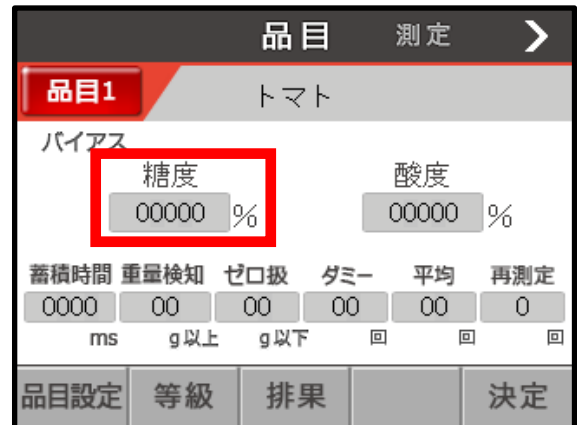 品目 測定
品目1 トマト
バイアス
糖度 酸度
00000 % 00000 %
蓄積時間 重量検知 ゼロ扱 ダミー 平均 再測定
0000 00 00 00 00 0
ms g以上 g以下 回 回 回
品目設定 等級 排果 決定